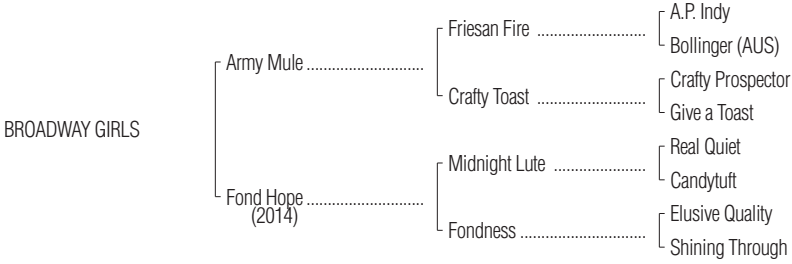 A.P. Indy
Friesan Fire ..........................
Bollinger (AUS)
Army Mule ............................
Crafty Prospector
Crafty Toast ..........................
Give a Toast
BROADWAY GIRLS
Real Quiet
Midnight Lute ......................
Candytuft
Fond Hope ............................
(2014)
Elusive Quality
Fondness ..............................
Shining Through